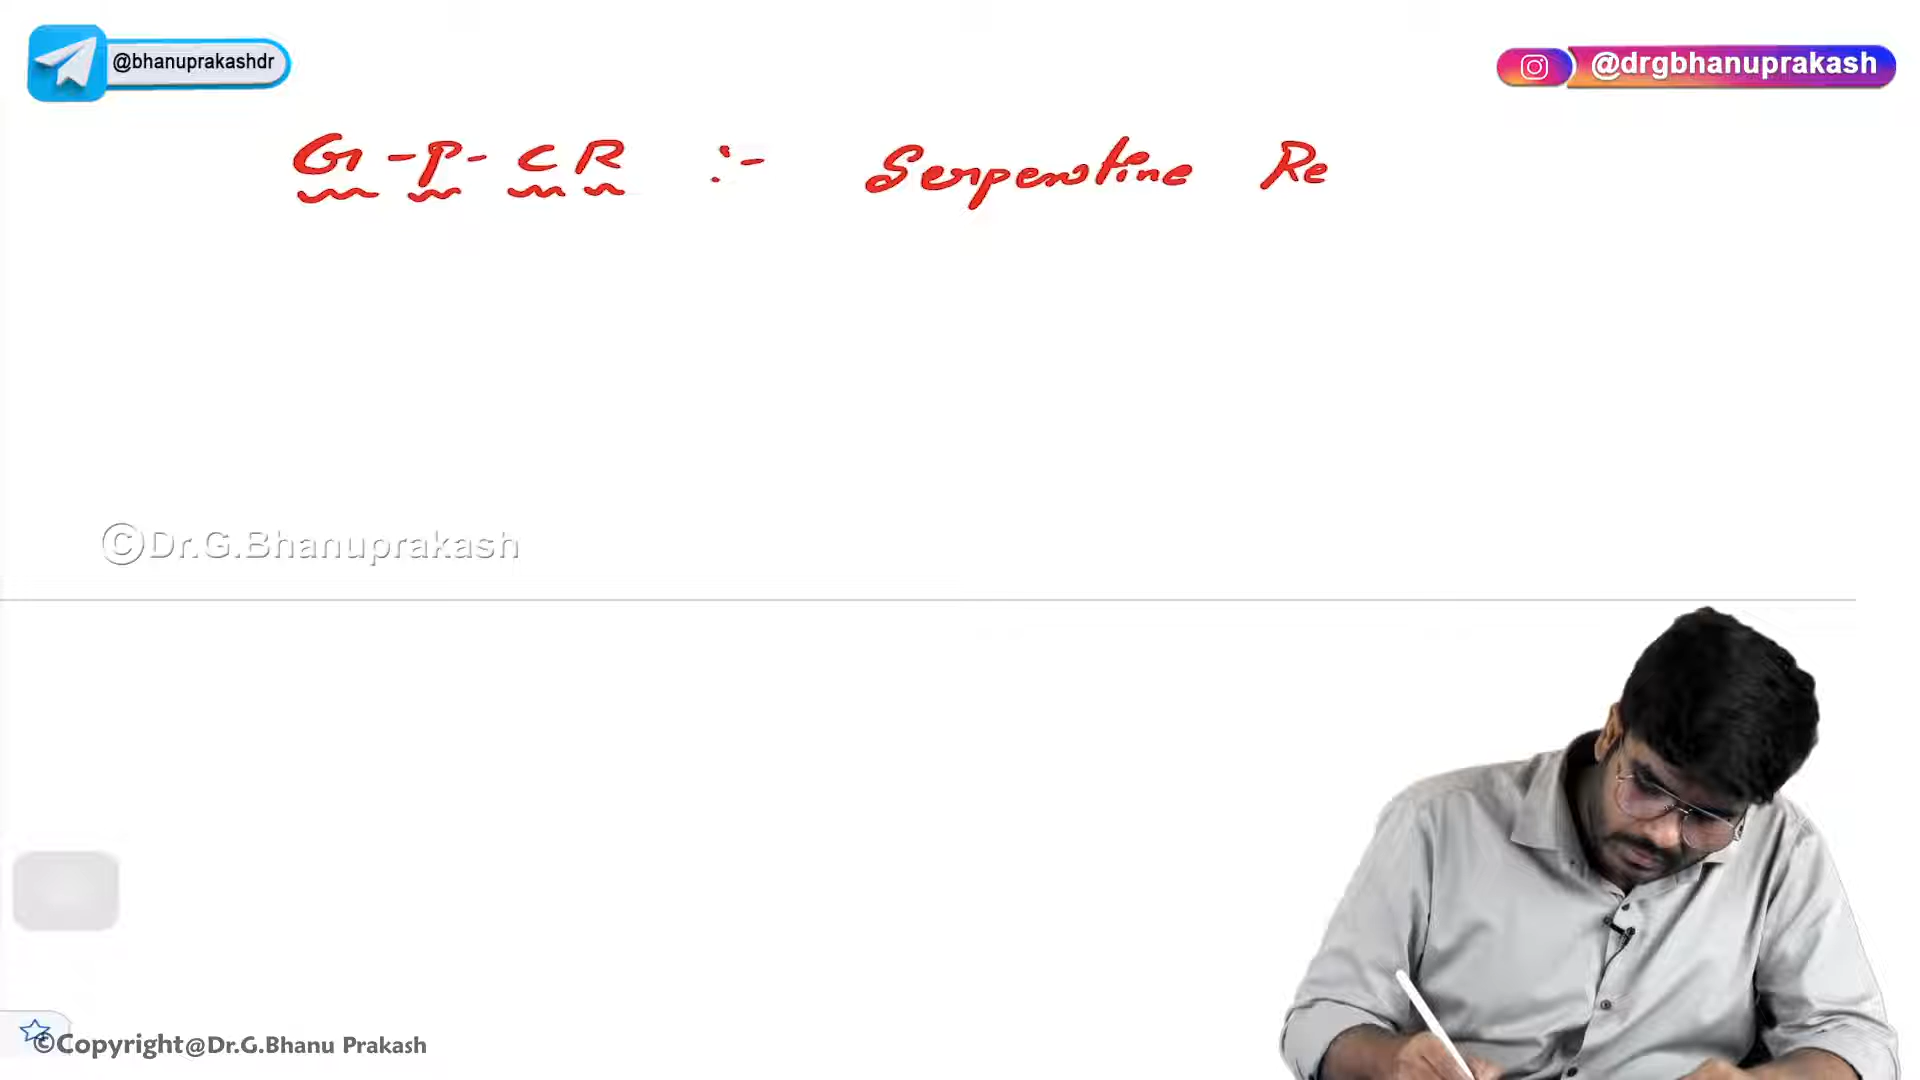 @bhanuprakashdr
@drgbhanuprakash
G-P-CR :- Serpentine Re
©Dr.G.Bhanuprakash
©Copyright@Dr.G.Bhanu Prakash